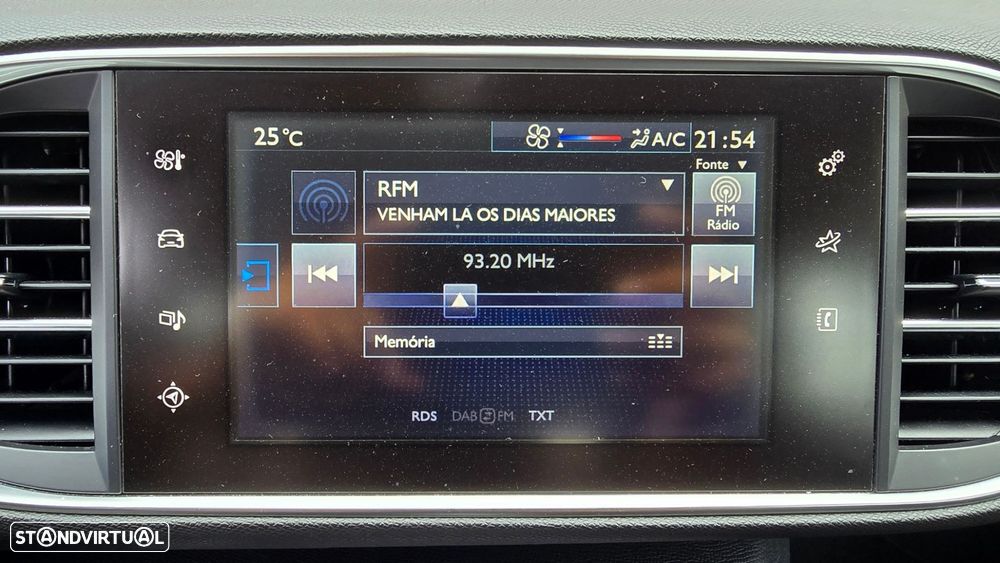 25 °C
A/C
21:54
Fonte
RFM
VENHAM LA OS DIAS MAIORES
FM
Rádio
93.20 MHz
Memória
RDS DAB FM TXT
STANDVIRTUAL